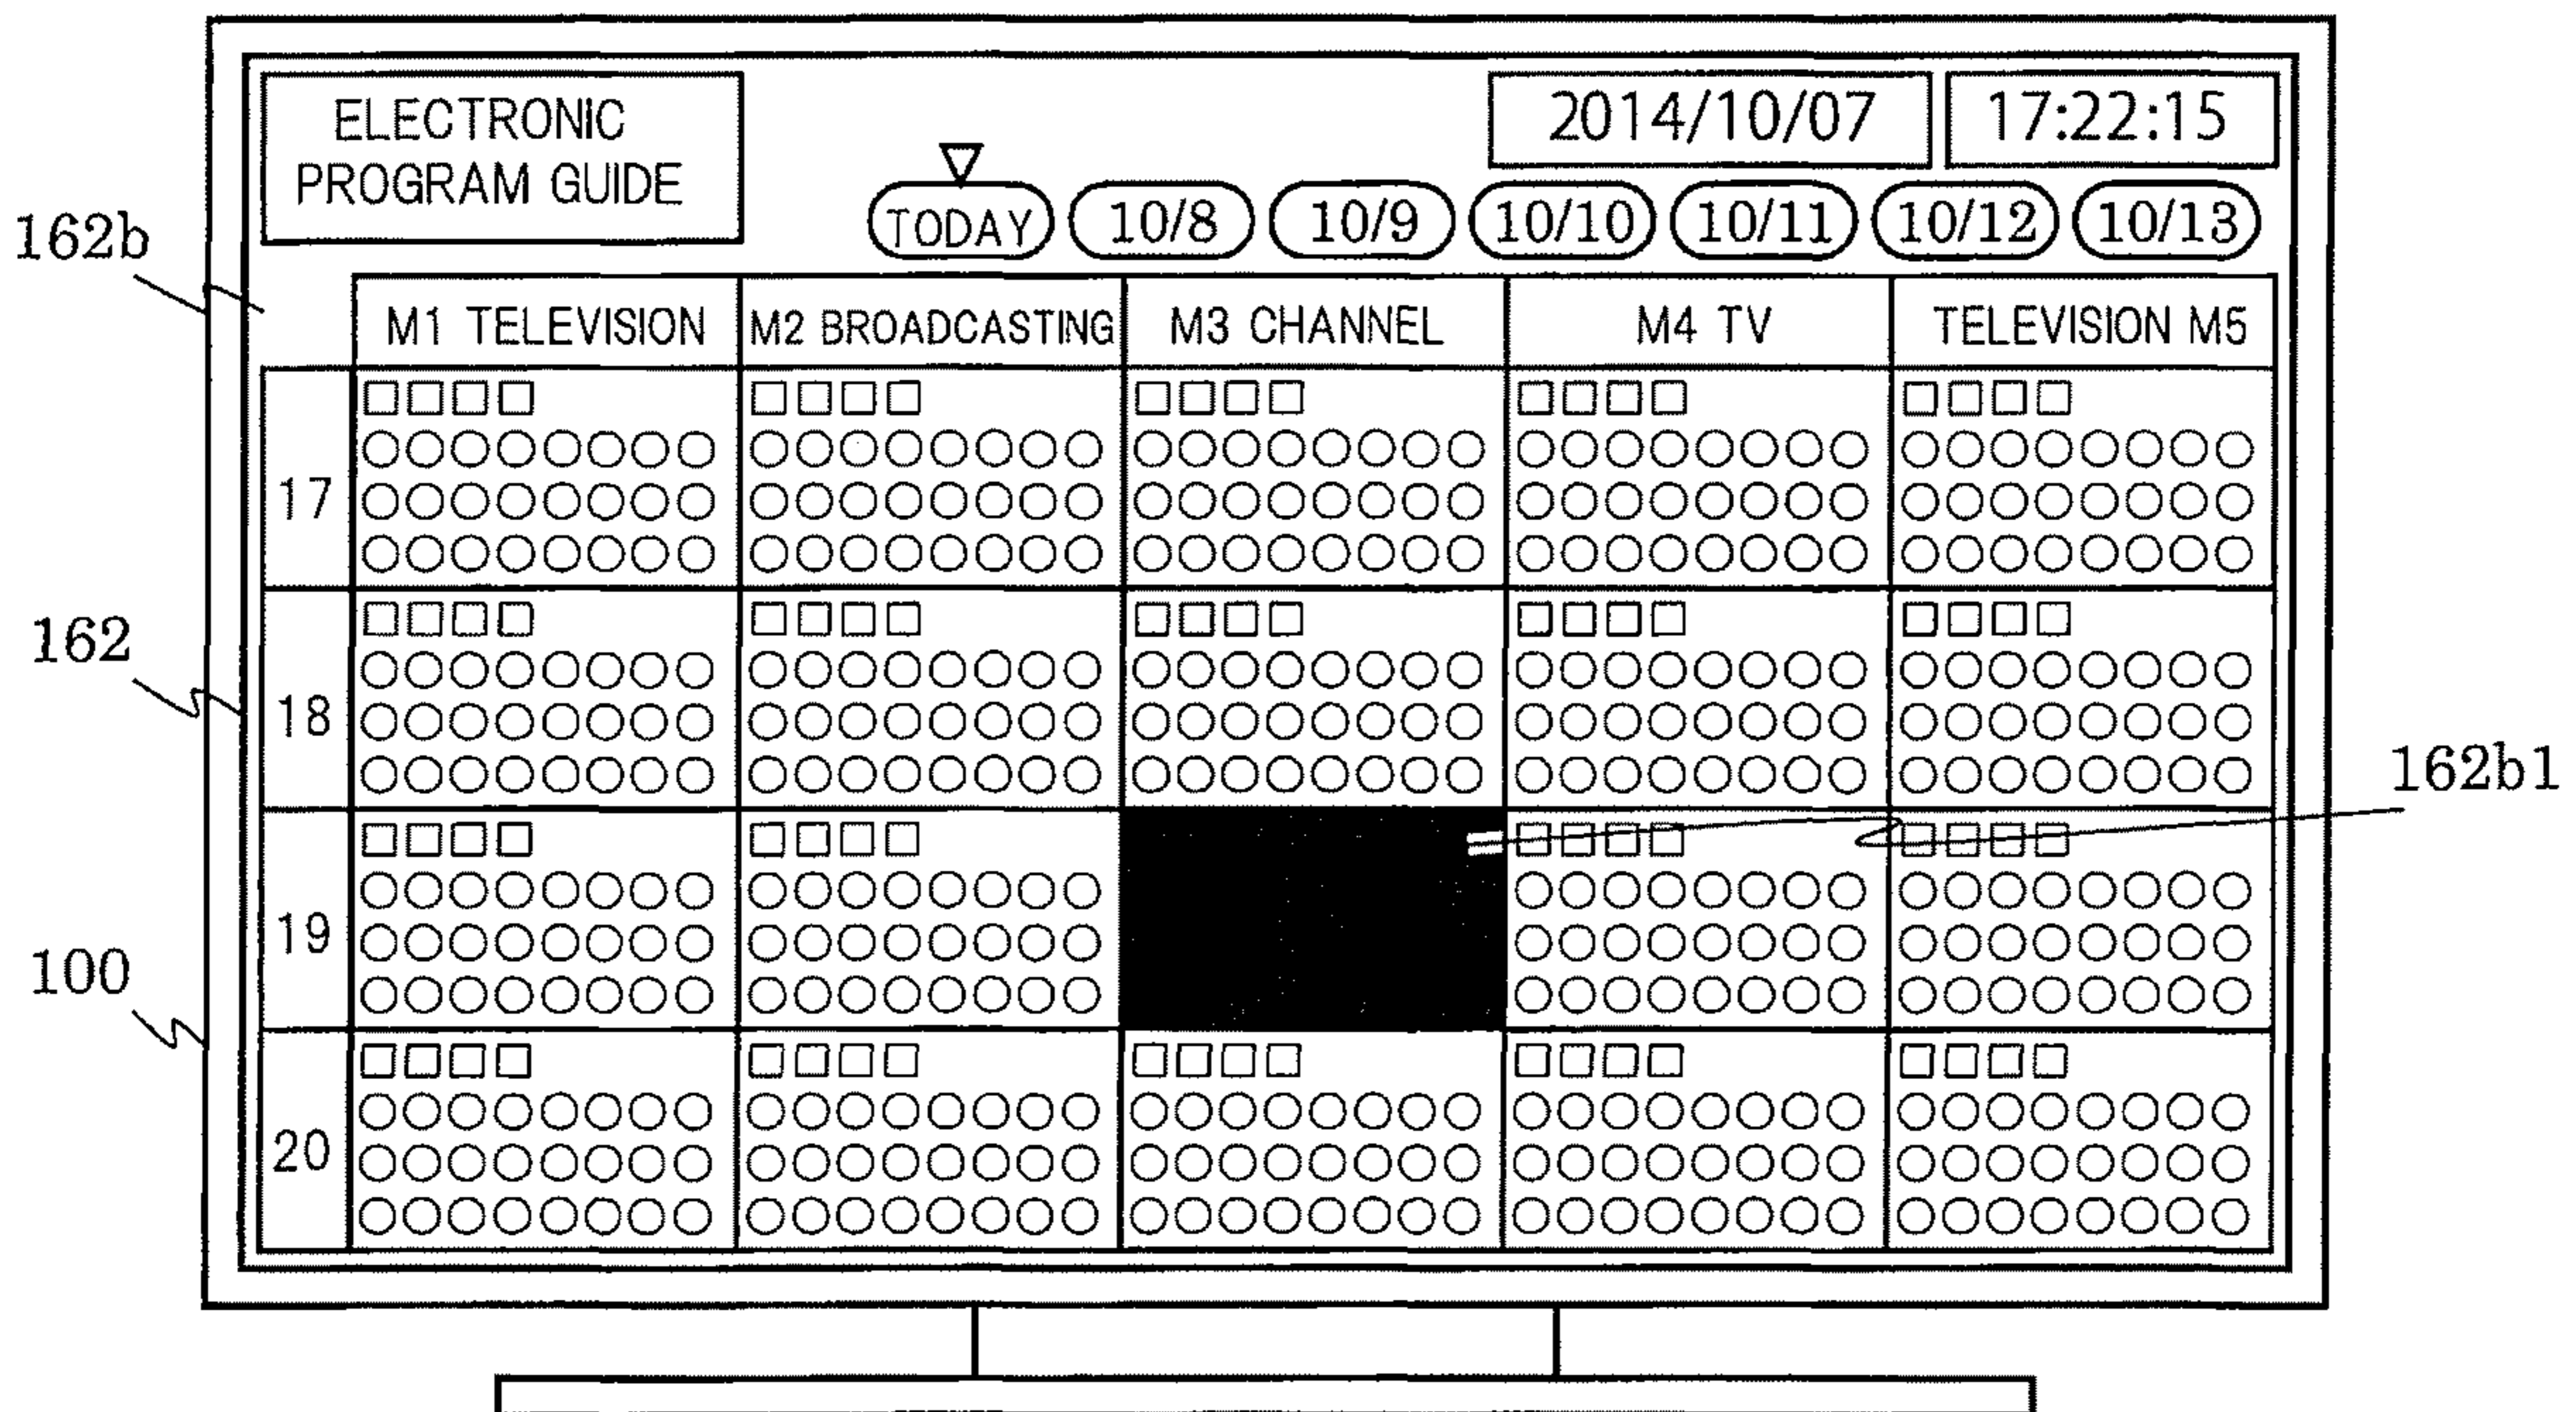 ELECTRONIC
PROGRAM GUIDE
2014/10/07 17:22:15
TODAY 10/8 10/9 10/10 10/11 10/12 10/13
162b
M1 TELEVISION M2 BROADCASTING M3 CHANNEL M4 TV TELEVISION M5
□□□□ □□□□ □□□□ □□□□ □□□□
○○○○○○○○ ○○○○○○○○ ○○○○○○○○ ○○○○○○○○ ○○○○○○○○
17 ○○○○○○○○ ○○○○○○○○ ○○○○○○○○ ○○○○○○○○ ○○○○○○○○
○○○○○○○○ ○○○○○○○○ ○○○○○○○○ ○○○○○○○○ ○○○○○○○○
□□□□ □□□□ □□□□ □□□□ □□□□
162
○○○○○○○○ ○○○○○○○○ ○○○○○○○○ ○○○○○○○○ ○○○○○○○○
18 ○○○○○○○○ ○○○○○○○○ ○○○○○○○○ ○○○○○○○○ ○○○○○○○○
○○○○○○○○ ○○○○○○○○ ○○○○○○○○ ○○○○○○○○ ○○○○○○○○
162b1
□□□□ □□□□ □□□□ □□□□
○○○○○○○○ ○○○○○○○○ ○○○○○○○○ ○○○○○○○○
19 ○○○○○○○○ ○○○○○○○○ ○○○○○○○○ ○○○○○○○○
100
○○○○○○○○ ○○○○○○○○ ○○○○○○○○ ○○○○○○○○
□□□□ □□□□ □□□□ □□□□ □□□□
○○○○○○○○ ○○○○○○○○ ○○○○○○○○ ○○○○○○○○ ○○○○○○○○
20 ○○○○○○○○ ○○○○○○○○ ○○○○○○○○ ○○○○○○○○ ○○○○○○○○
○○○○○○○○ ○○○○○○○○ ○○○○○○○○ ○○○○○○○○ ○○○○○○○○